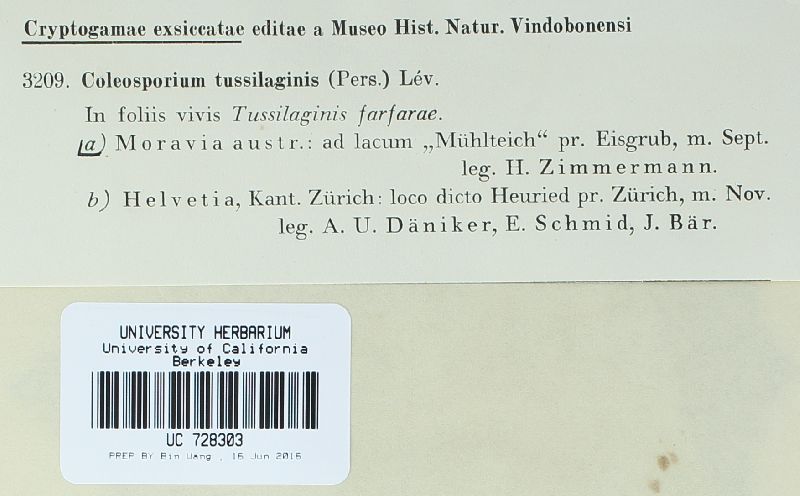 Cryptogamae exsiccatae editae a Museo Hist. Natur. Vindobonensi
3209. Coleosporium tussilaginis (Pers.) Lév.
In foliis vivis Tussilaginis farfarae.
a) Moravia austr.: ad lacum „Mühlteich“ pr. Eisgrub, m. Sept.
leg. H. Zimmermann.
b) Helvetia, Kant. Zürich: loco dicto Heuried pr. Zürich, m. Nov.
leg. A. U. Däniker, E. Schmid, J. Bär.
UNIVERSITY HERBARIUM
University of California
Berkeley
UC 728303
PREP BY Bin Wang , 16 Jun 2016